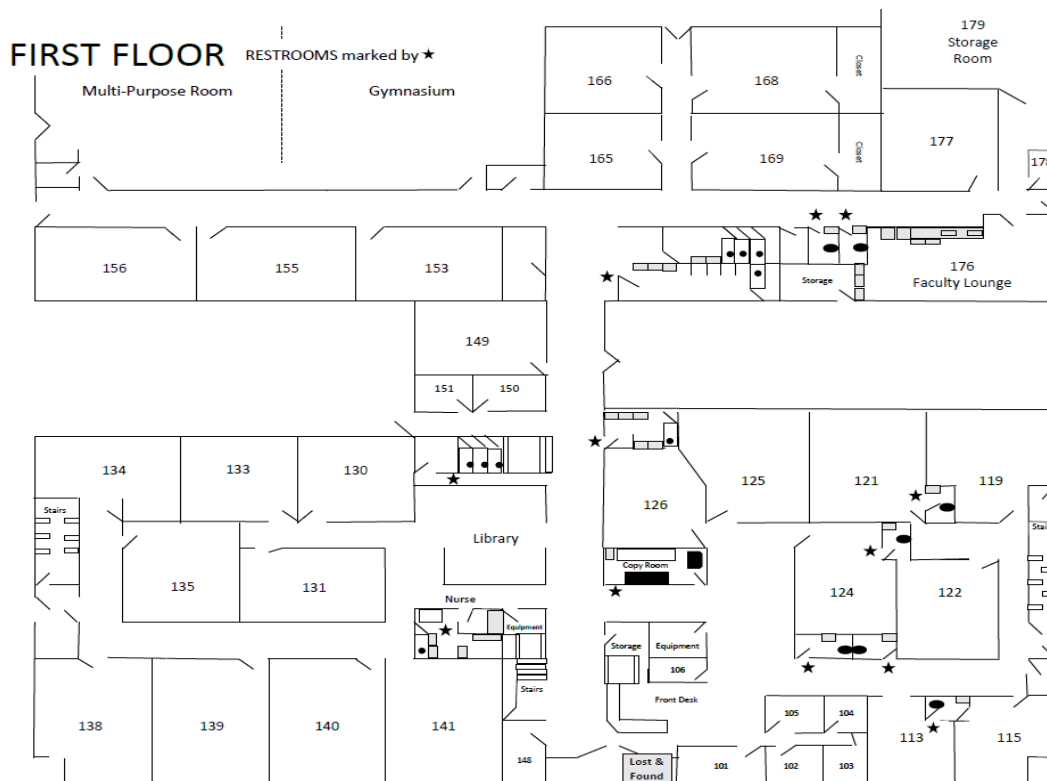 FIRST FLOOR RESTROOMS marked by ★
Multi-Purpose Room
Gymnasium
179
Storage
Room
166
168
Closet
165
169
Closet
177
178
156
155
153
Storage
176
Faculty Lounge
149
151
150
134
133
130
125
121
119
126
Stairs
Library
Copy Room
135
131
124
122
Nurse
Equipment
Storage
Equipment
106
Stairs
Front Desk
138
139
140
141
105
104
113
115
148
Lost &
Found
101
102
103